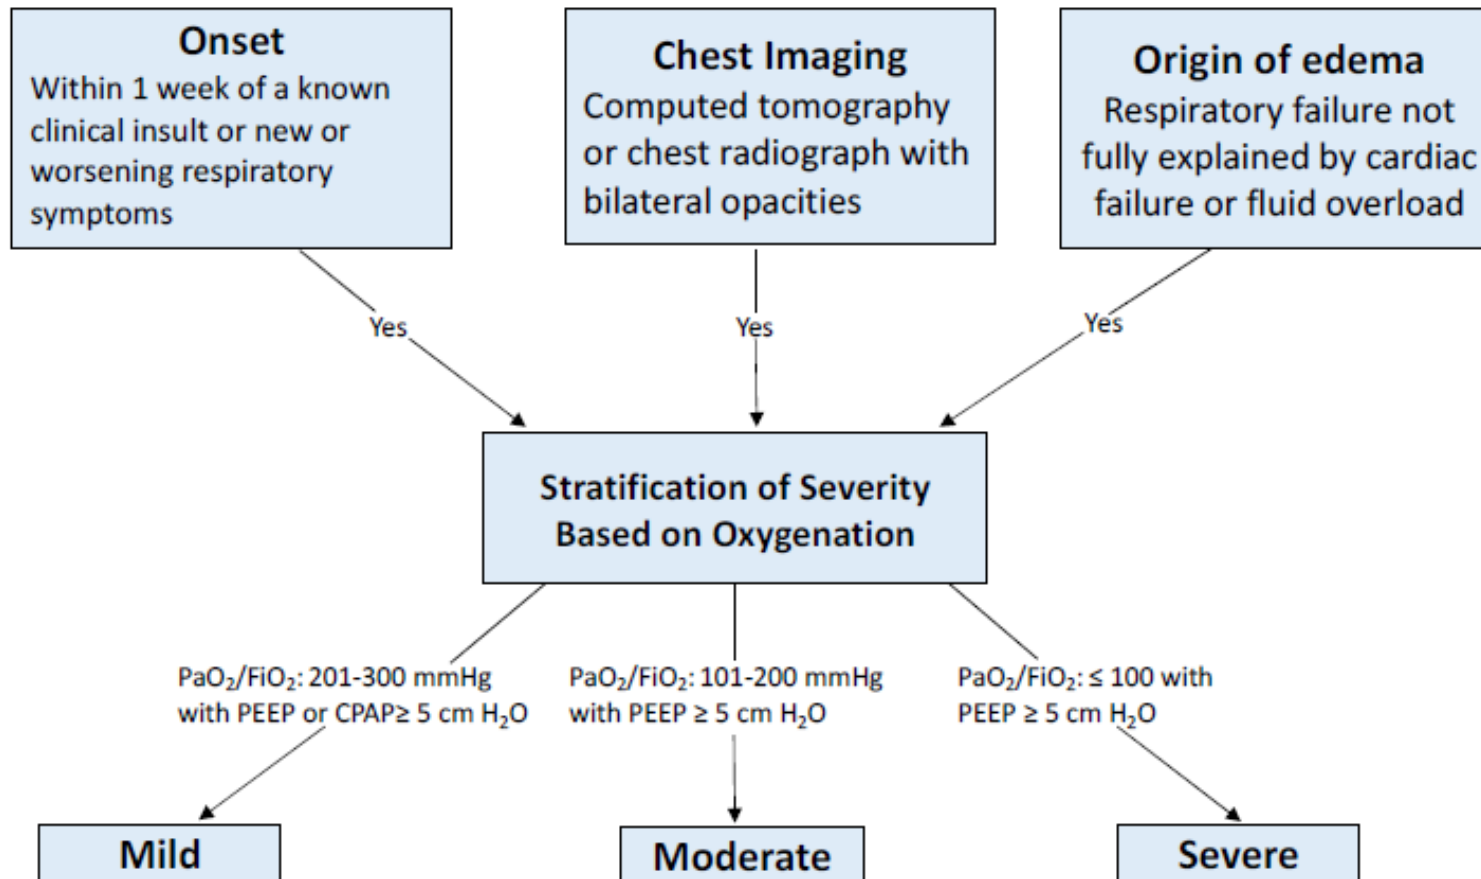 Onset
Within 1 week of a known
clinical insult or new or
worsening respiratory
symptoms
Chest Imaging
Computed tomography
or chest radiograph with
bilateral opacities
Origin of edema
Respiratory failure not
fully explained by cardiac
failure or fluid overload
Yes
Yes
Yes
Stratification of Severity
Based on Oxygenation
PaO₂/FiO₂: 201-300 mmHg
with PEEP or CPAP≥ 5 cm H₂O
PaO₂/FiO₂: 101-200 mmHg
with PEEP ≥ 5 cm H₂O
PaO₂/FiO₂: ≤ 100 with
PEEP ≥ 5 cm H₂O
Mild
Moderate
Severe